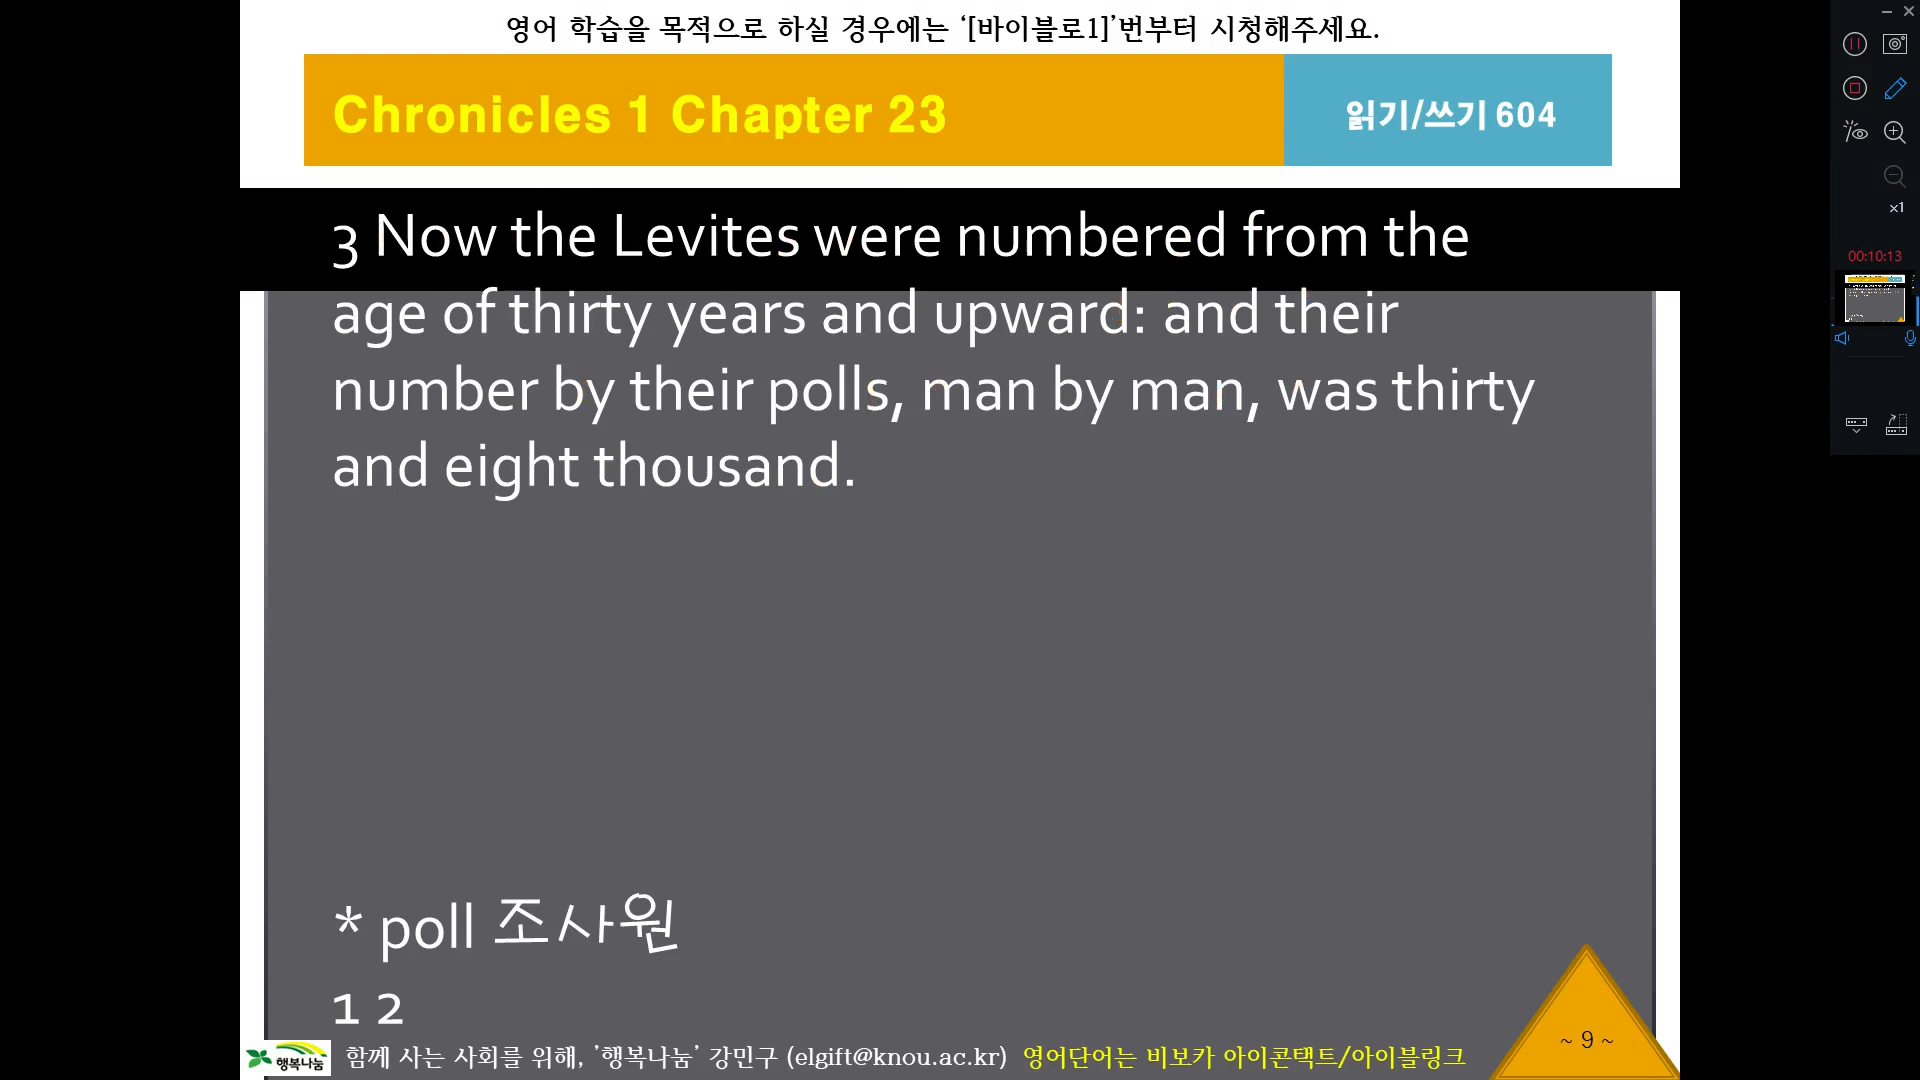 영어 학습을 목적으로 하실 경우에는 ‘[바이블로1]’번부터 시청해주세요.
Chronicles 1 Chapter 23
읽기/쓰기 604
3 Now the Levites were numbered from the
age of thirty years and upward: and their
number by their polls, man by man, was thirty
and eight thousand.
* poll 조사원
1 2
~ 9 ~
행복나눔
함께 사는 사회를 위해, ’행복나눔’ 강민구 (elgift@knou.ac.kr) 영어단어는 비보카 아이콘택트/아이블링크
x1
00:10:13